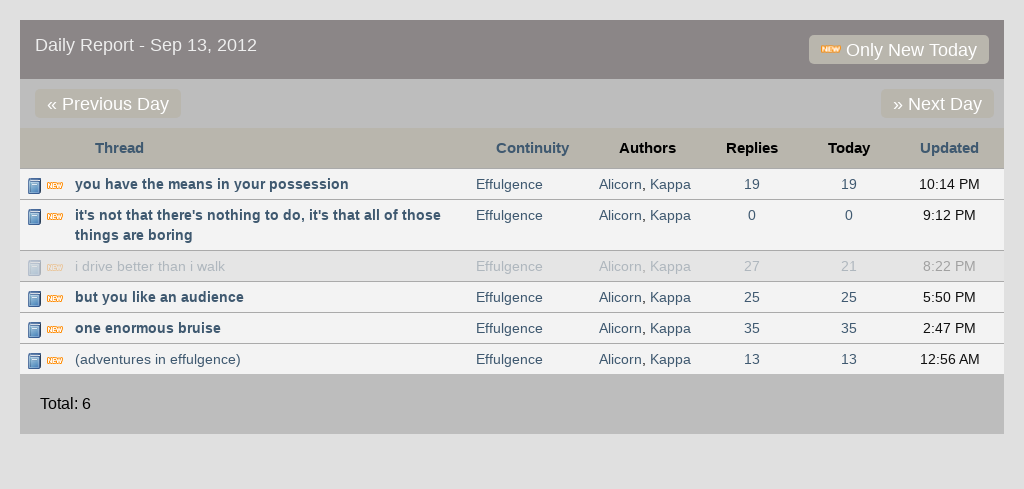 Daily Report - Sep 13, 2012
NEW Only New Today
« Previous Day
» Next Day
Thread Continuity Authors Replies Today Updated
NEW you have the means in your possession Effulgence Alicorn, Kappa 19 19 10:14 PM
NEW it's not that there's nothing to do, it's that all of those Effulgence Alicorn, Kappa 0 0 9:12 PM
things are boring
NEW i drive better than i walk Effulgence Alicorn, Kappa 27 21 8:22 PM
NEW but you like an audience Effulgence Alicorn, Kappa 25 25 5:50 PM
NEW one enormous bruise Effulgence Alicorn, Kappa 35 35 2:47 PM
NEW (adventures in effulgence) Effulgence Alicorn, Kappa 13 13 12:56 AM
Total: 6